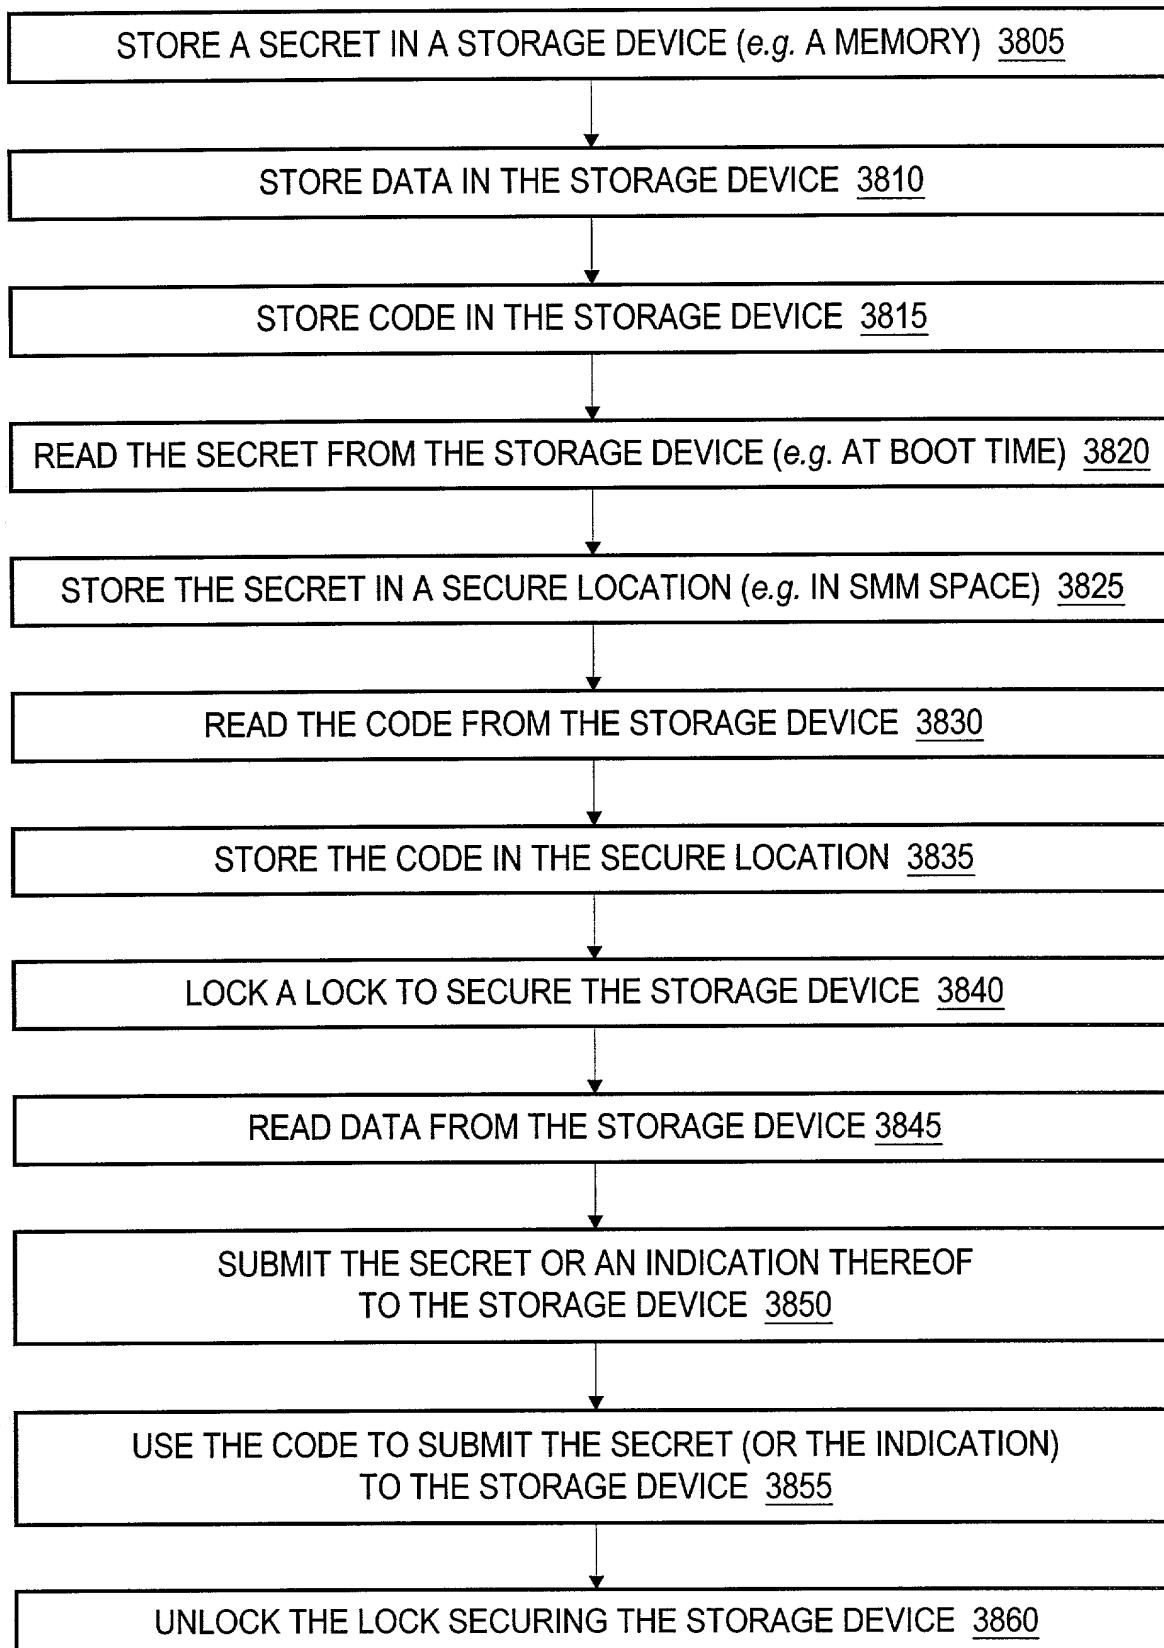 STORE A SECRET IN A STORAGE DEVICE (e.g. A MEMORY) 3805
STORE DATA IN THE STORAGE DEVICE 3810
STORE CODE IN THE STORAGE DEVICE 3815
READ THE SECRET FROM THE STORAGE DEVICE (e.g. AT BOOT TIME) 3820
STORE THE SECRET IN A SECURE LOCATION (e.g. IN SMM SPACE) 3825
READ THE CODE FROM THE STORAGE DEVICE 3830
STORE THE CODE IN THE SECURE LOCATION 3835
LOCK A LOCK TO SECURE THE STORAGE DEVICE 3840
READ DATA FROM THE STORAGE DEVICE 3845
SUBMIT THE SECRET OR AN INDICATION THEREOF
TO THE STORAGE DEVICE 3850
USE THE CODE TO SUBMIT THE SECRET (OR THE INDICATION)
TO THE STORAGE DEVICE 3855
UNLOCK THE LOCK SECURING THE STORAGE DEVICE 3860